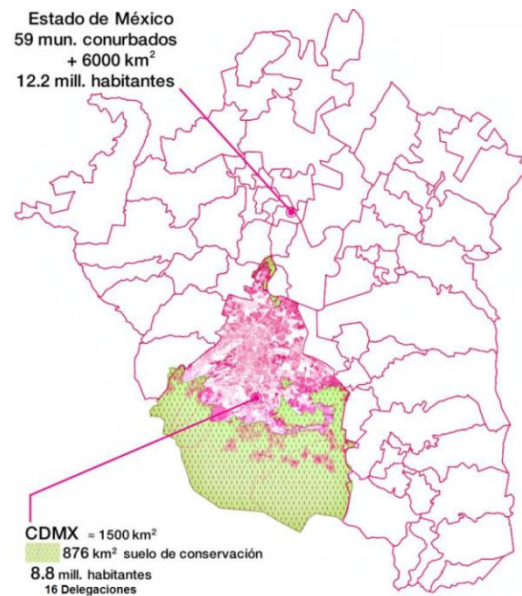 Estado de México
59 mun. conurbados
+ 6000 km²
12.2 mill. habitantes
CDMX ≈ 1500 km²
876 km² suelo de conservación
8.8 mill. habitantes
16 Delegaciones